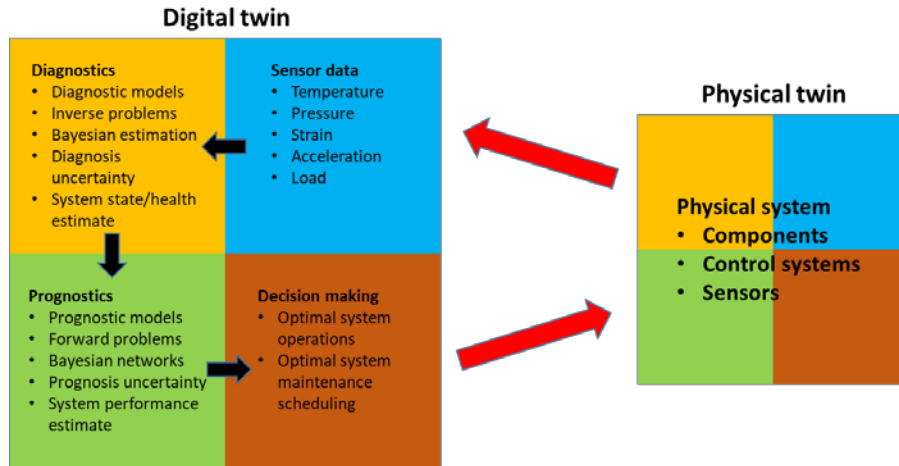 Digital twin
Diagnostics
• Diagnostic models
• Inverse problems
• Bayesian estimation
• Diagnosis
uncertainty
• System state/health
estimate
Sensor data
• Temperature
• Pressure
• Strain
• Acceleration
• Load
Prognostics
• Prognostic models
• Forward problems
• Bayesian networks
• Prognosis uncertainty
• System performance
estimate
Decision making
• Optimal system
operations
• Optimal system
maintenance
scheduling
Physical twin
Physical system
• Components
• Control systems
• Sensors